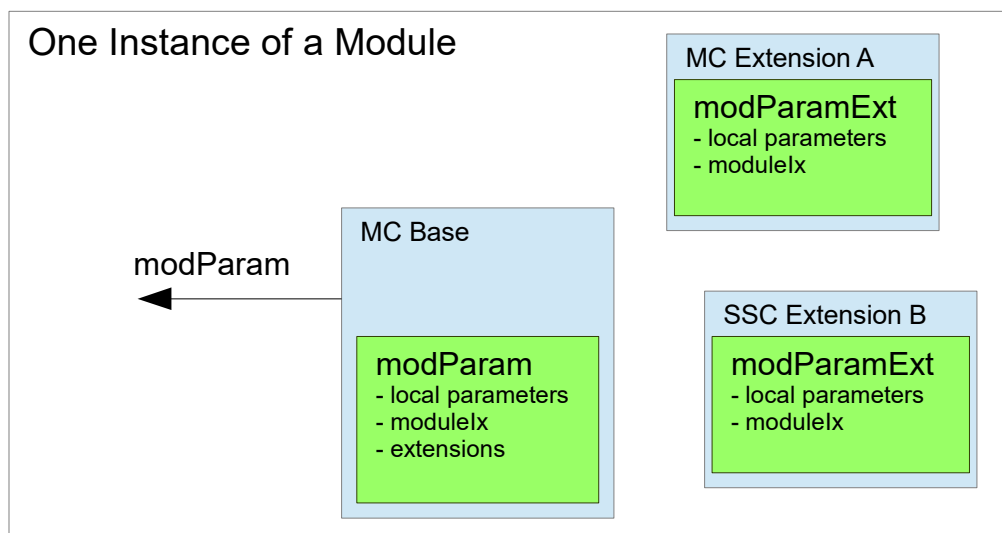 One Instance of a Module
MC Extension A
modParamExt
- local parameters
- moduleIx
MC Base
modParam
modParam
- local parameters
- moduleIx
- extensions
SSC Extension B
modParamExt
- local parameters
- moduleIx